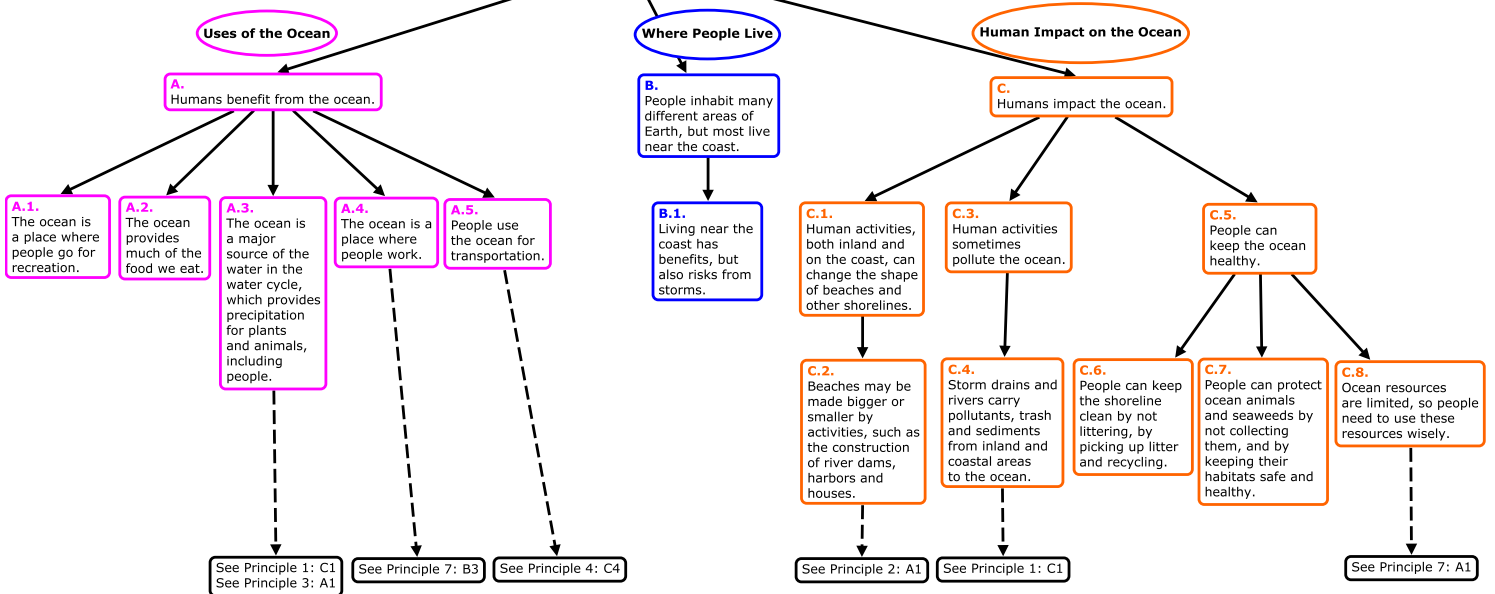 Uses of the Ocean
Where People Live
Human Impact on the Ocean
A.
Humans benefit from the ocean.
B.
People inhabit many
different areas of
Earth, but most live
near the coast.
C.
Humans impact the ocean.
A.1.
The ocean is
a place where
people go for
recreation.
A.2.
The ocean
provides
much of the
food we eat.
A.3.
The ocean is
a major
source of the
water in the
water cycle,
which provides
precipitation
for plants
and animals,
including
people.
A.4.
The ocean is a
place where
people work.
A.5.
People use
the ocean for
transportation.
B.1.
Living near the
coast has
benefits, but
also risks from
storms.
C.1.
Human activities,
both inland and
on the coast, can
change the shape
of beaches and
other shorelines.
C.3.
Human activities
sometimes
pollute the ocean.
C.5.
People can
keep the ocean
healthy.
C.2.
Beaches may be
made bigger or
smaller by
activities, such as
the construction
of river dams,
harbors and
houses.
C.4.
Storm drains and
rivers carry
pollutants, trash
and sediments
from inland and
coastal areas
to the ocean.
C.6.
People can keep
the shoreline
clean by not
littering, by
picking up litter
and recycling.
C.7.
People can protect
ocean animals
and seaweeds by
not collecting
them, and by
keeping their
habitats safe and
healthy.
C.8.
Ocean resources
are limited, so people
need to use these
resources wisely.
See Principle 1: C1
See Principle 3: A1
See Principle 7: B3
See Principle 4: C4
See Principle 2: A1
See Principle 1: C1
See Principle 7: A1